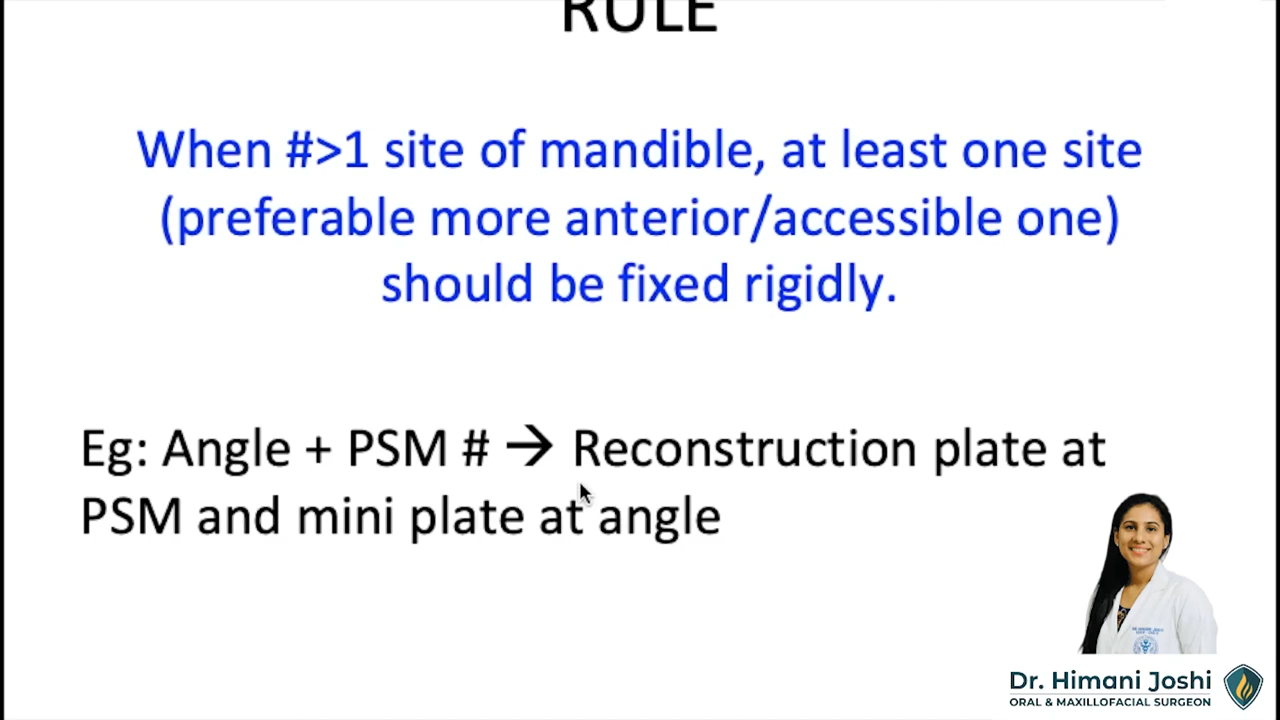 RULE
When #>1 site of mandible, at least one site
(preferable more anterior/accessible one)
should be fixed rigidly.
Eg: Angle + PSM # → Reconstruction plate at
PSM and mini plate at angle
Dr. Himani Joshi
ORAL & MAXILLOFACIAL SURGEON